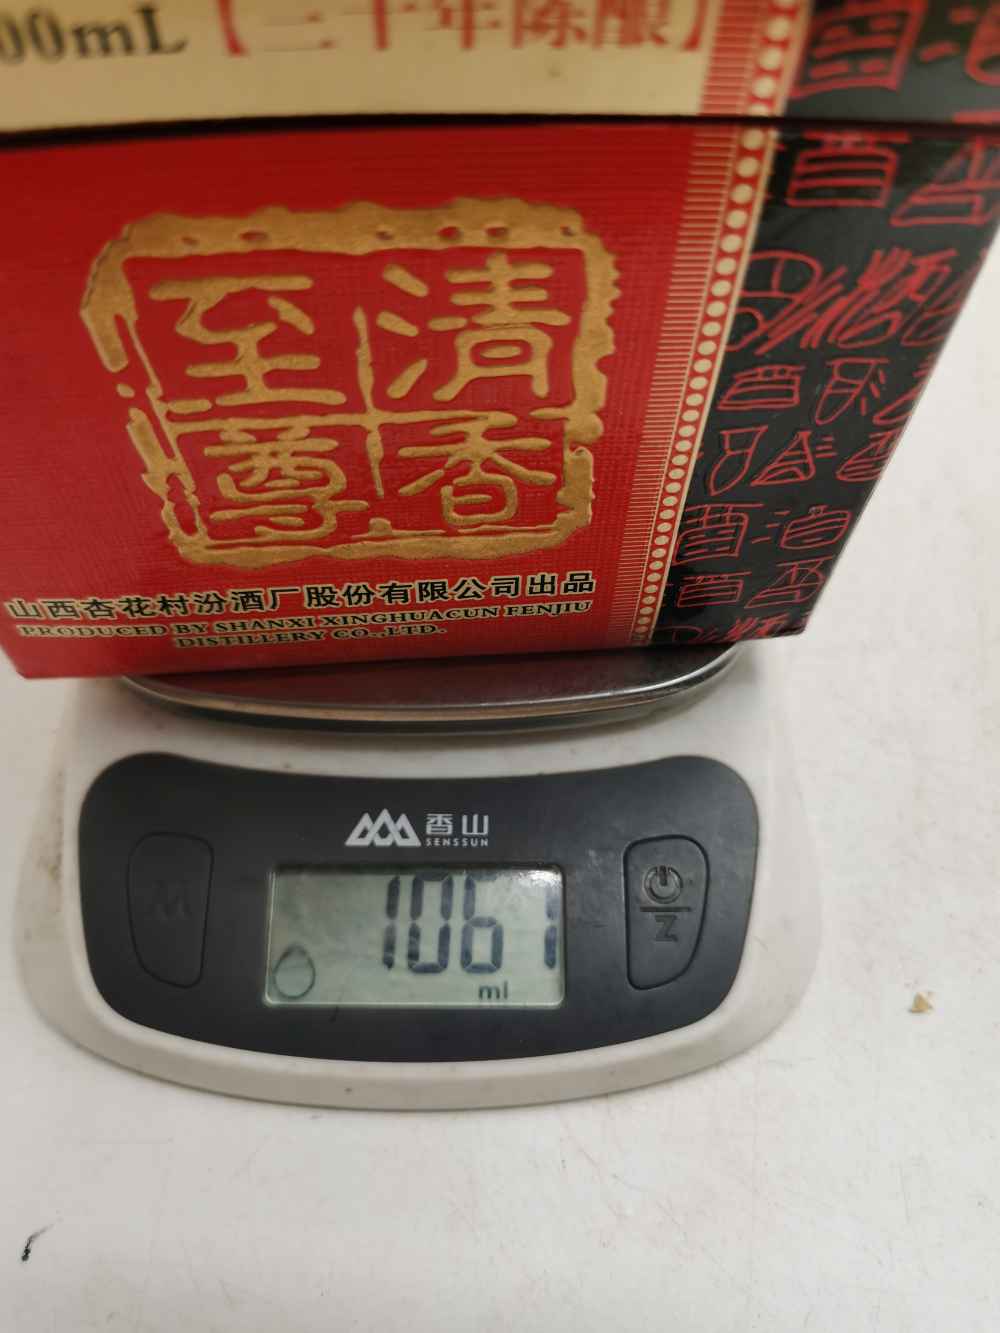 00mL【三十年陈酿】
清香
至尊
山西杏花村汾酒厂股份有限公司出品
PRODUCED BY SHANXI XINGHUACUN FENJIU
DISTILLERY CO.,LTD.
香山
SENSSUN
M
1061
ml
Z